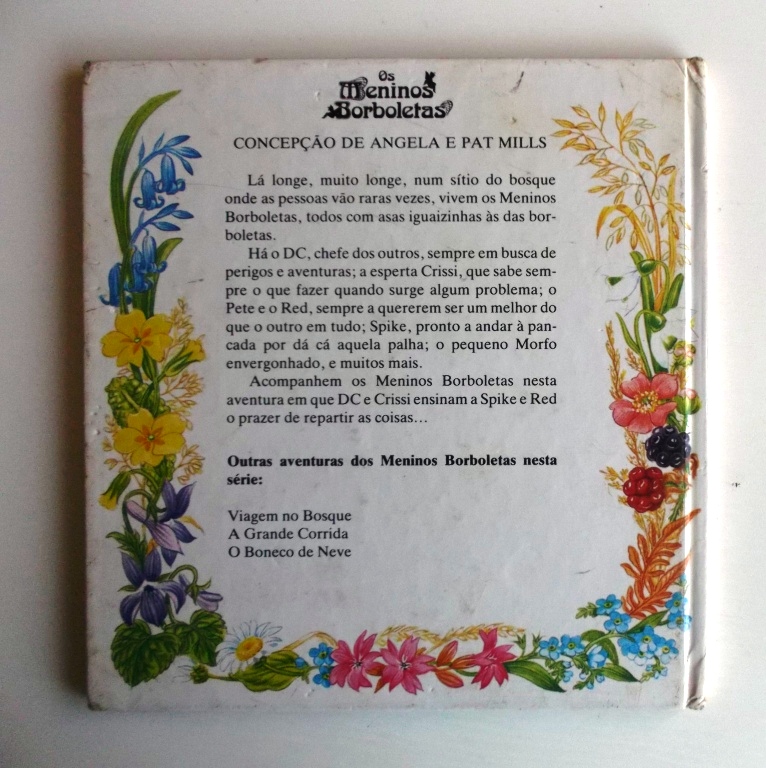 Os
Meninos
Borboletas
CONCEPÇÃO DE ANGELA E PAT MILLS
Lá longe, muito longe, num sítio do bosque
onde as pessoas vão raras vezes, vivem os Meninos
Borboletas, todos com asas iguaizinhas às das bor-
boletas.
Há o DC, chefe dos outros, sempre em busca de
perigos e aventuras; a esperta Crissi, que sabe sem-
pre o que fazer quando surge algum problema; o
Pete e o Red, sempre a quererem ser um melhor do
que o outro em tudo; Spike, pronto a andar à pan-
cada por dá cá aquela palha; o pequeno Morfo
envergonhado, e muitos mais.
Acompanhem os Meninos Borboletas nesta
aventura em que DC e Crissi ensinam a Spike e Red
o prazer de repartir as coisas...
Outras aventuras dos Meninos Borboletas nesta
série:
Viagem no Bosque
A Grande Corrida
O Boneco de Neve